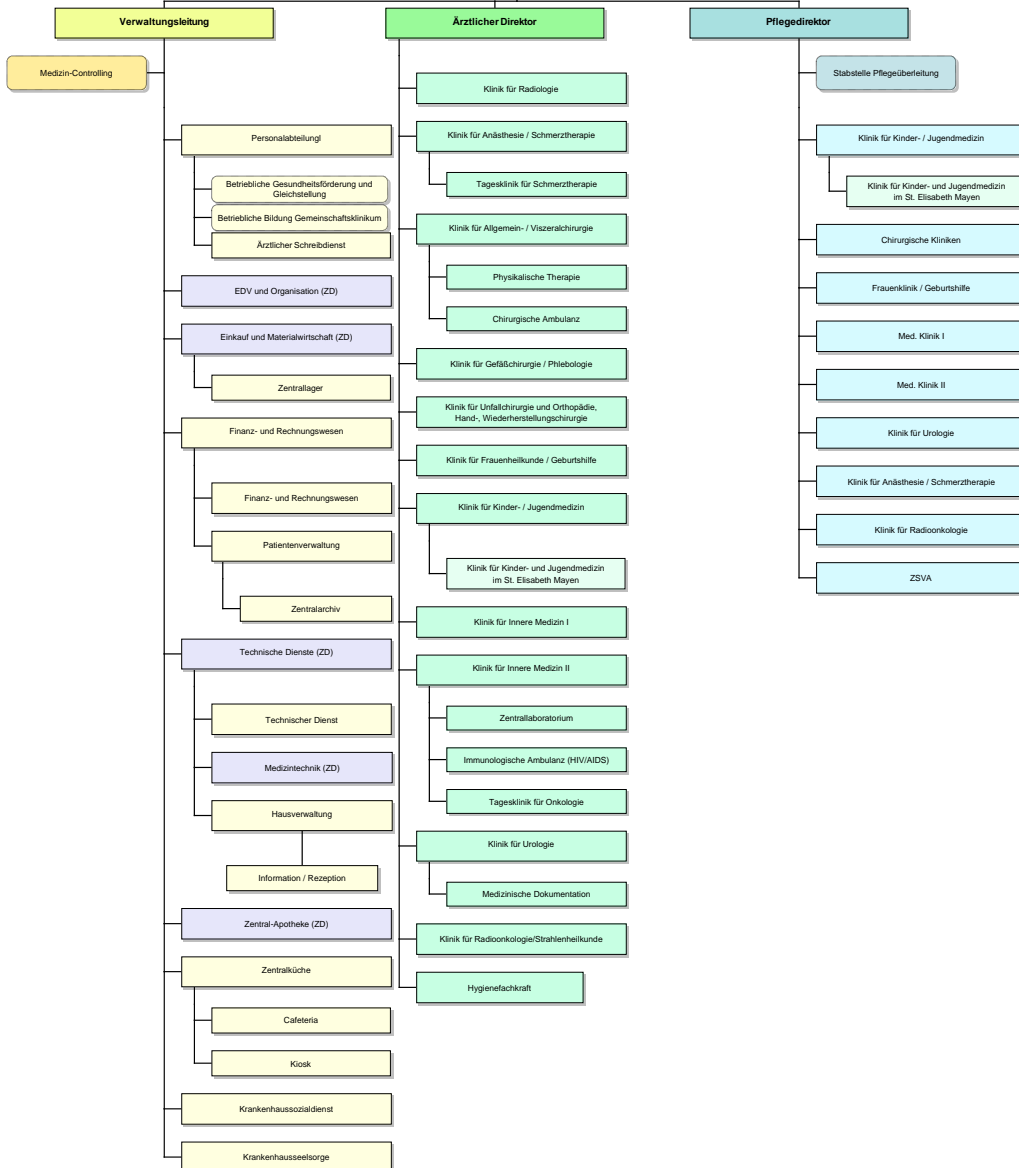 Verwaltungsleitung
Medizin-Controlling
Personalabteilungl
Betriebliche Gesundheitsförderung und
Gleichstellung
Betriebliche Bildung Gemeinschaftsklinikum
Ärztlicher Schreibdienst
EDV und Organisation (ZD)
Einkauf und Materialwirtschaft (ZD)
Zentrallager
Finanz- und Rechnungswesen
Finanz- und Rechnungswesen
Patientenverwaltung
Zentralarchiv
Technische Dienste (ZD)
Technischer Dienst
Medizintechnik (ZD)
Hausverwaltung
Information / Rezeption
Zentral-Apotheke (ZD)
Zentralküche
Cafeteria
Kiosk
Krankenhaussozialdienst
Krankenhausseelsorge
Ärztlicher Direktor
Klinik für Radiologie
Klinik für Anästhesie / Schmerztherapie
Tagesklinik für Schmerztherapie
Klinik für Allgemein- / Viszeralchirurgie
Physikalische Therapie
Chirurgische Ambulanz
Klinik für Gefäßchirurgie / Phlebologie
Klinik für Unfallchirurgie und Orthopädie,
Hand-, Wiederherstellungschirurgie
Klinik für Frauenheilkunde / Geburtshilfe
Klinik für Kinder- / Jugendmedizin
Klinik für Kinder- und Jugendmedizin
im St. Elisabeth Mayen
Klinik für Innere Medizin I
Klinik für Innere Medizin II
Zentrallaboratorium
Immunologische Ambulanz (HIV/AIDS)
Tagesklinik für Onkologie
Klinik für Urologie
Medizinische Dokumentation
Klinik für Radioonkologie/Strahlenheilkunde
Hygienefachkraft
Pflegedirektor
Stabstelle Pflegeüberleitung
Klinik für Kinder- / Jugendmedizin
Klinik für Kinder- und Jugendmedizin
im St. Elisabeth Mayen
Chirurgische Kliniken
Frauenklinik / Geburtshilfe
Med. Klinik I
Med. Klinik II
Klinik für Urologie
Klinik für Anästhesie / Schmerztherapie
Klinik für Radioonkologie
ZSVA